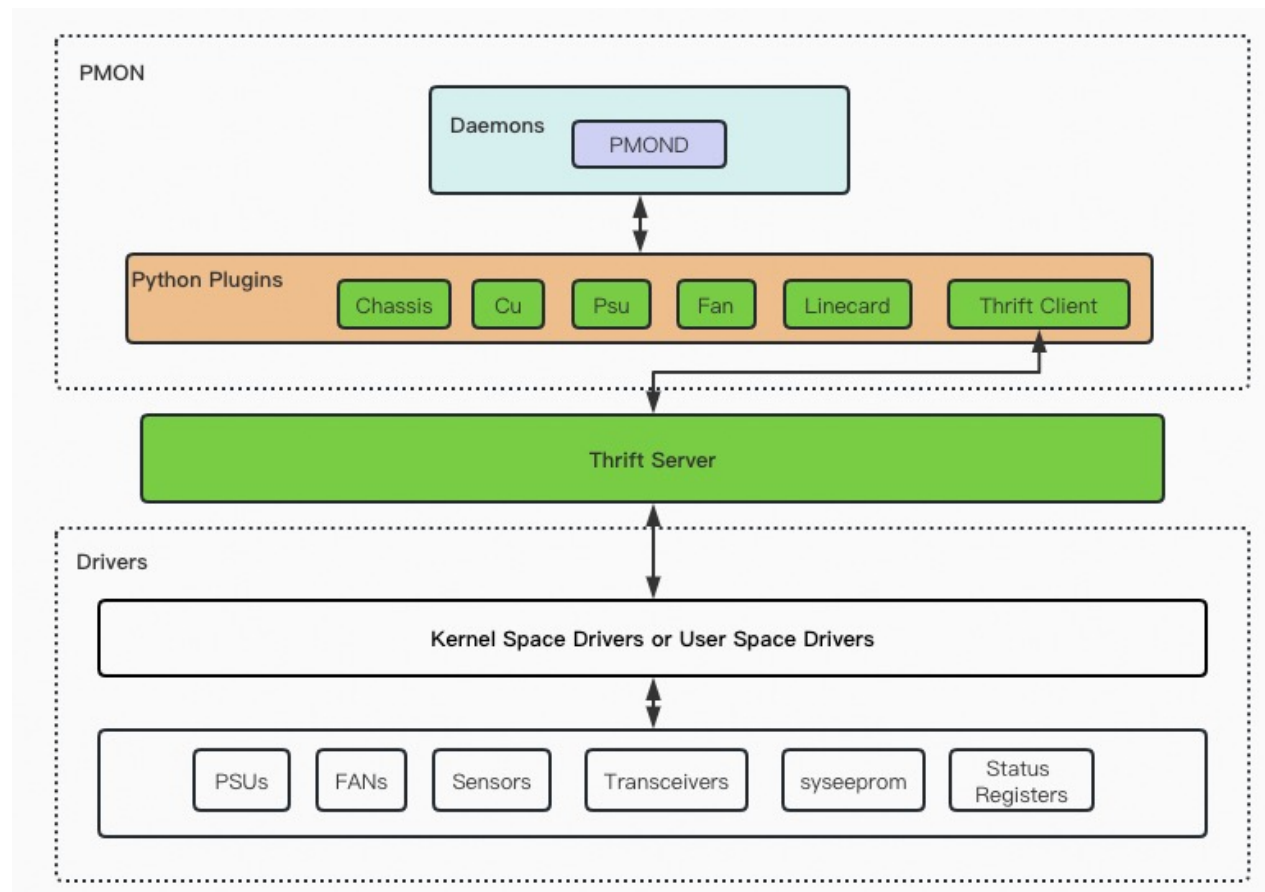 PMON
Daemons
PMOND
Python Plugins
Chassis
Cu
Psu
Fan
Linecard
Thrift Client
Thrift Server
Drivers
Kernel Space Drivers or User Space Drivers
PSUs
FANs
Sensors
Transceivers
syseeprom
Status
Registers